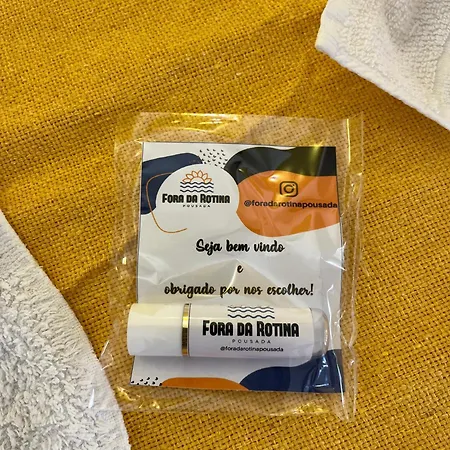 FORA DA ROTINA
POUSADA
@foradarotinapousada
Seja bem vindo
e
obrigado por nos escolher!
FORA DA ROTINA
POUSADA
@foradarotinapousada